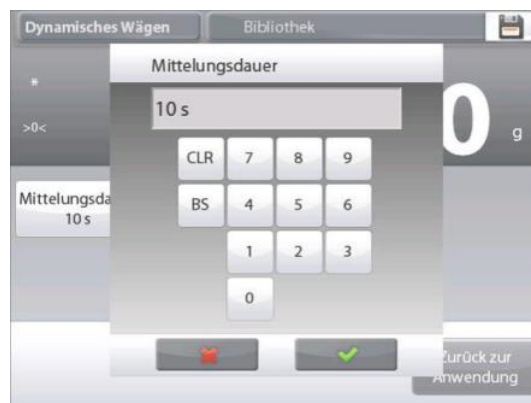 Dynamisches Wägen
Bibliothek
Mittelungsdauer
*
10 s
>0<
0
g
CLR 7 8 9
Mittelungsda
10 s
BS 4 5 6
1 2 3
0
Zurück zur
Anwendung